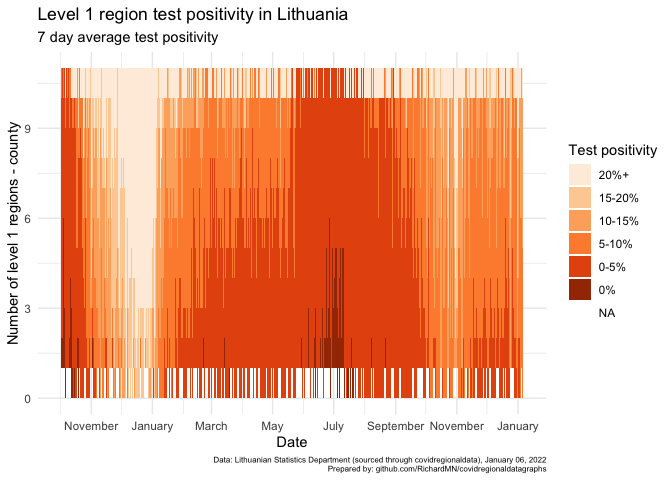 Level 1 region test positivity in Lithuania
7 day average test positivity
Number of level 1 regions - county
9
6
3
0
November January March May July September November January
Date
Test positivity
20%+
15-20%
10-15%
5-10%
0-5%
0%
NA
Data: Lithuanian Statistics Department (sourced through covidregionaldata), January 06, 2022
Prepared by: github.com/RichardMN/covidregionaldatagraphs